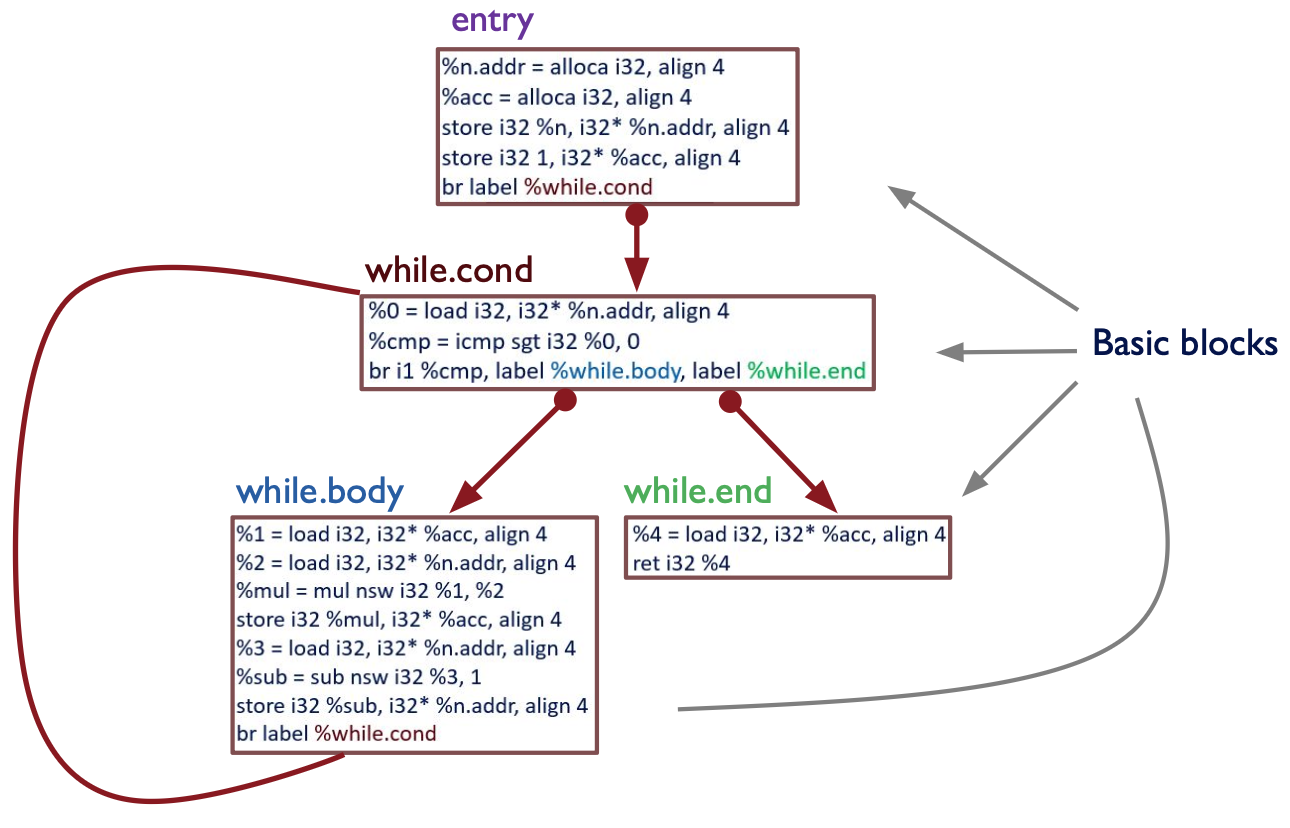 entry
%n.addr = alloca i32, align 4
%acc = alloca i32, align 4
store i32 %n, i32* %n.addr, align 4
store i32 1, i32* %acc, align 4
br label %while.cond
while.cond
%0 = load i32, i32* %n.addr, align 4
%cmp = icmp sgt i32 %0, 0
br i1 %cmp, label %while.body, label %while.end
Basic blocks
while.body
%1 = load i32, i32* %acc, align 4
%2 = load i32, i32* %n.addr, align 4
%mul = mul nsw i32 %1, %2
store i32 %mul, i32* %acc, align 4
%3 = load i32, i32* %n.addr, align 4
%sub = sub nsw i32 %3, 1
store i32 %sub, i32* %n.addr, align 4
br label %while.cond
while.end
%4 = load i32, i32* %acc, align 4
ret i32 %4